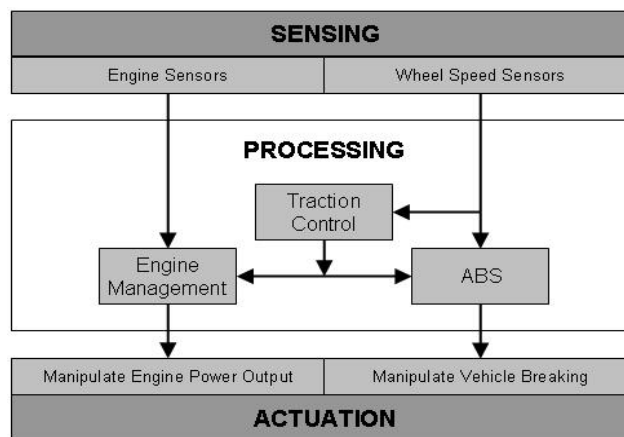 SENSING
Engine Sensors
Wheel Speed Sensors
PROCESSING
Traction
Control
Engine
Management
ABS
Manipulate Engine Power Output
Manipulate Vehicle Breaking
ACTUATION